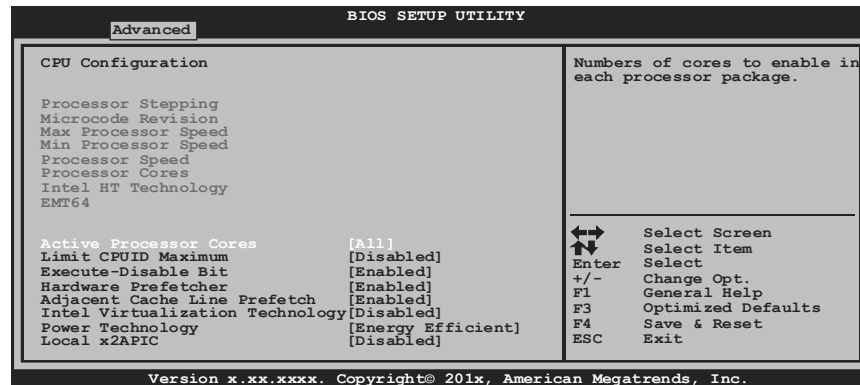 BIOS SETUP UTILITY
Advanced
CPU Configuration
Processor Stepping
Microcode Revision
Max Processor Speed
Min Processor Speed
Processor Speed
Processor Cores
Intel HT Technology
EMT64
Active Processor Cores [All]
Limit CPUID Maximum [Disabled]
Execute-Disable Bit [Enabled]
Hardware Prefetcher [Enabled]
Adjacent Cache Line Prefetch [Enabled]
Intel Virtualization Technology[Disabled]
Power Technology [Energy Efficient]
Local x2APIC [Disabled]
Numbers of cores to enable in
each processor package.
Select Screen
Select Item
Enter Select
+/- Change Opt.
F1 General Help
F3 Optimized Defaults
F4 Save & Reset
ESC Exit
Version x.xx.xxxx. Copyright© 201x, American Megatrends, Inc.